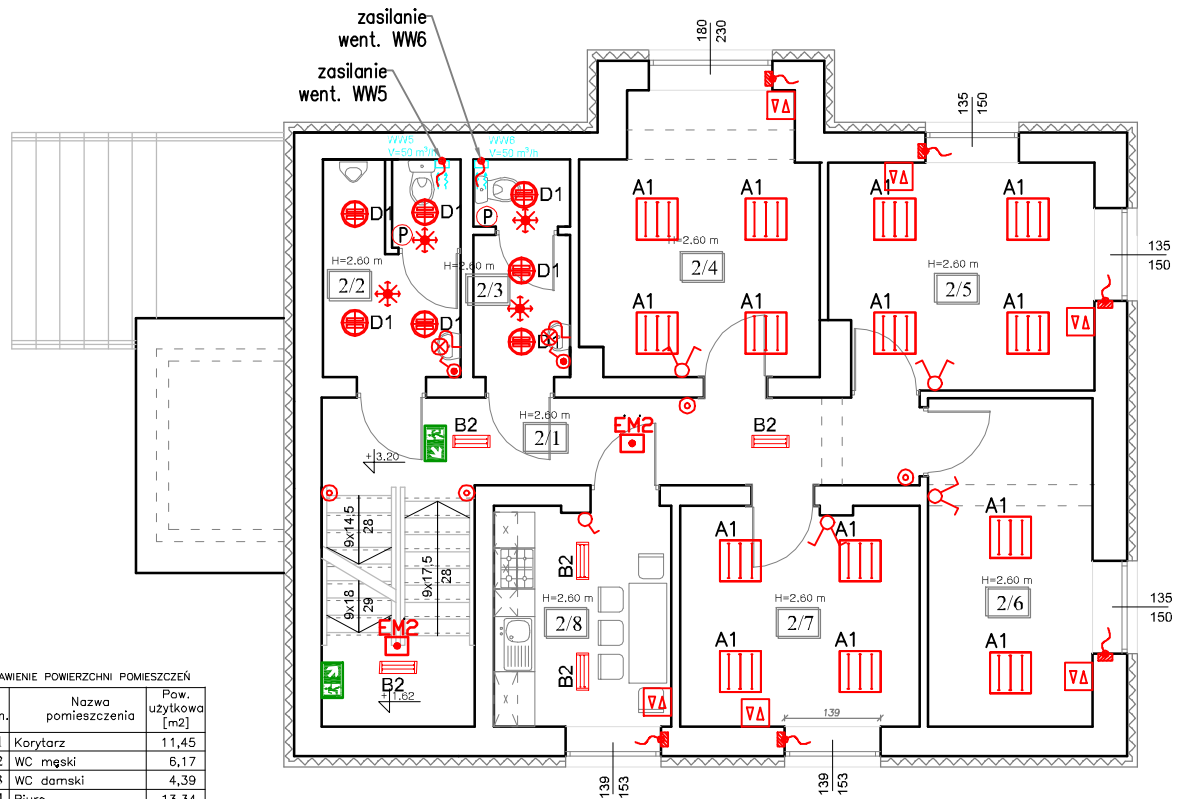 zasilanie
went. WW6
zasilanie
went. WW5
180
230
135
150
WW5
V=50 m³/h
WW6
V=50 m³/h
D1
D1
D1
P
P
A1
A1
A1
A1
H=2.60 m
2/2
H=2.60 m
2/3
D1
H=2.60 m
2/4
H=2.60 m
2/5
135
150
D1
D1
D1
A1
A1
A1
A1
H=2.60 m
2/1
B2
EM2
B2
+3.20
9x14,5
28
9x17,5
28
9x18
29
A1
A1
A1
B2
H=2.60 m
2/8
H=2.60 m
2/7
H=2.60 m
2/6
135
150
EM2
B2
+1.62
B2
A1
A1
A1
139
139
153
139
153
AWIENIE POWIERZCHNI POMIESZCZEŃ
n.
Nazwa
pomieszczenia
Pow.
użytkowa
[m2]
Korytarz 11,45
WC męski 6,17
WC damski 4,39